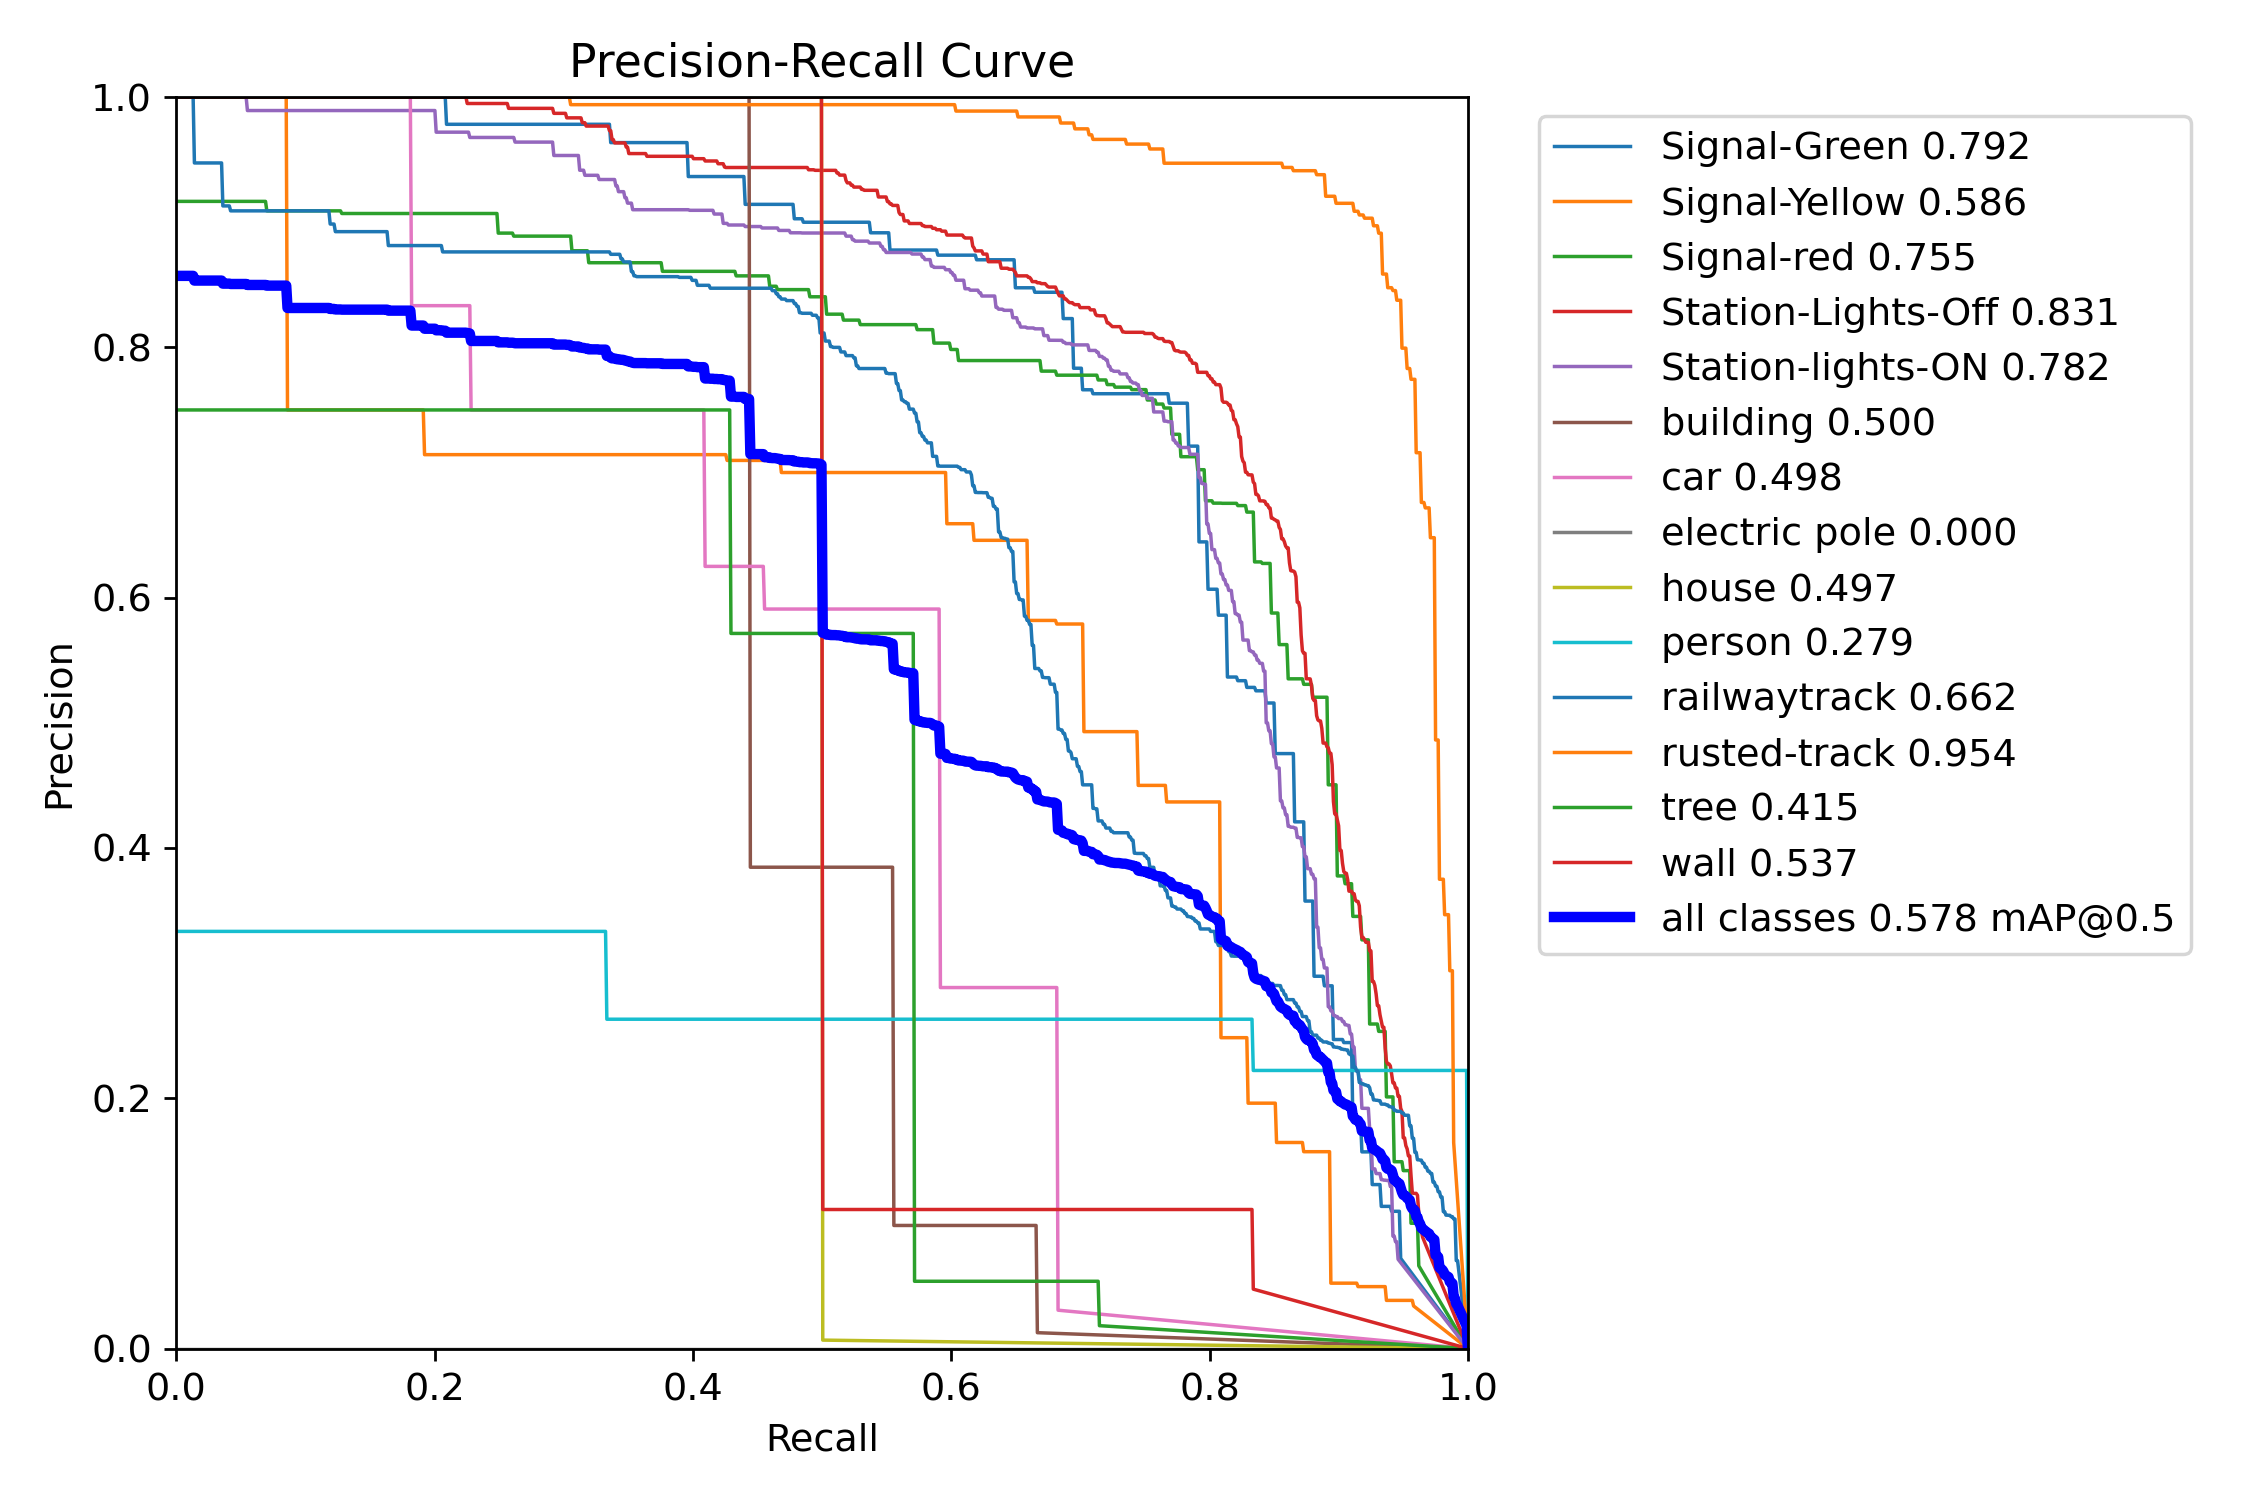 Precision-Recall Curve
1.0
0.8
0.6
0.4
0.2
0.0
Precision
0.0 0.2 0.4 0.6 0.8 1.0
Recall
Signal-Green 0.792
Signal-Yellow 0.586
Signal-red 0.755
Station-Lights-Off 0.831
Station-lights-ON 0.782
building 0.500
car 0.498
electric pole 0.000
house 0.497
person 0.279
railwaytrack 0.662
rusted-track 0.954
tree 0.415
wall 0.537
all classes 0.578 mAP@0.5